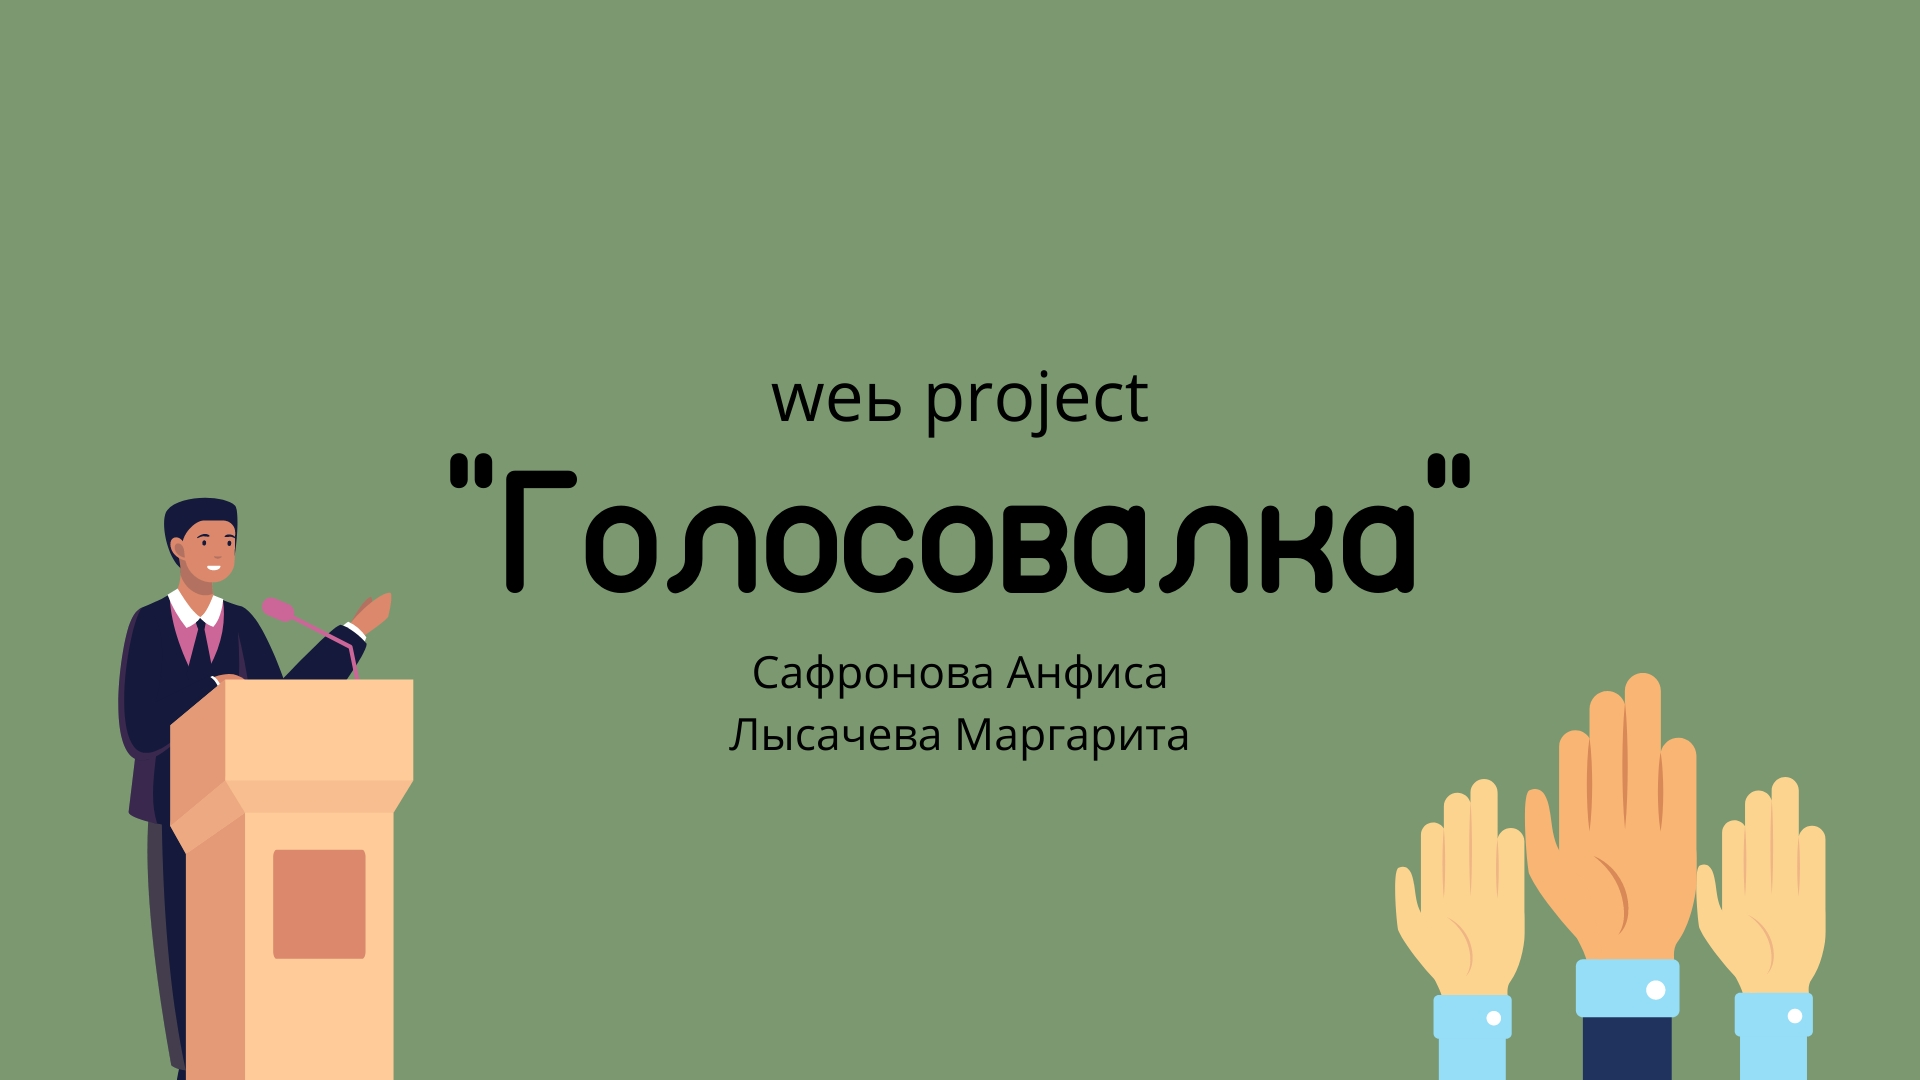 weь project
"Голосовалка"
Сафронова Анфиса
Лысачева Маргарита